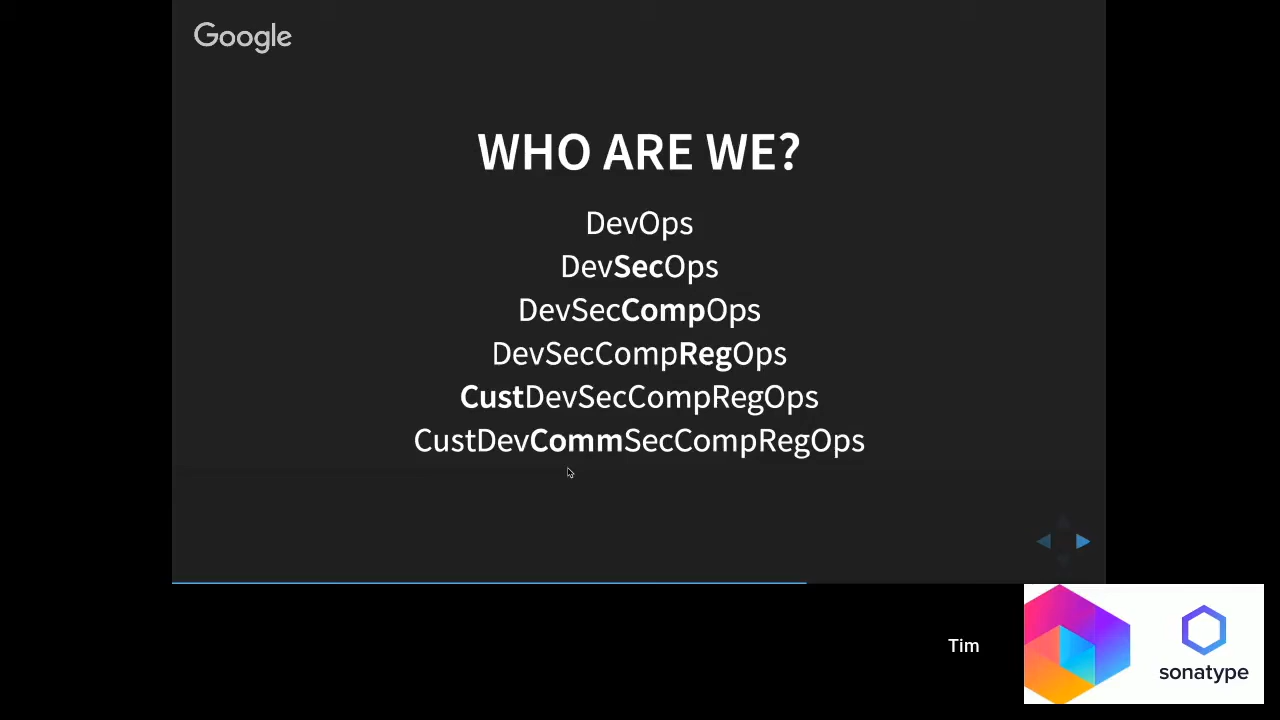 Google
WHO ARE WE?
DevOps
DevSecOps
DevSecCompOps
DevSecCompRegOps
CustDevSecCompRegOps
CustDevCommSecCompRegOps
Tim
sonatype